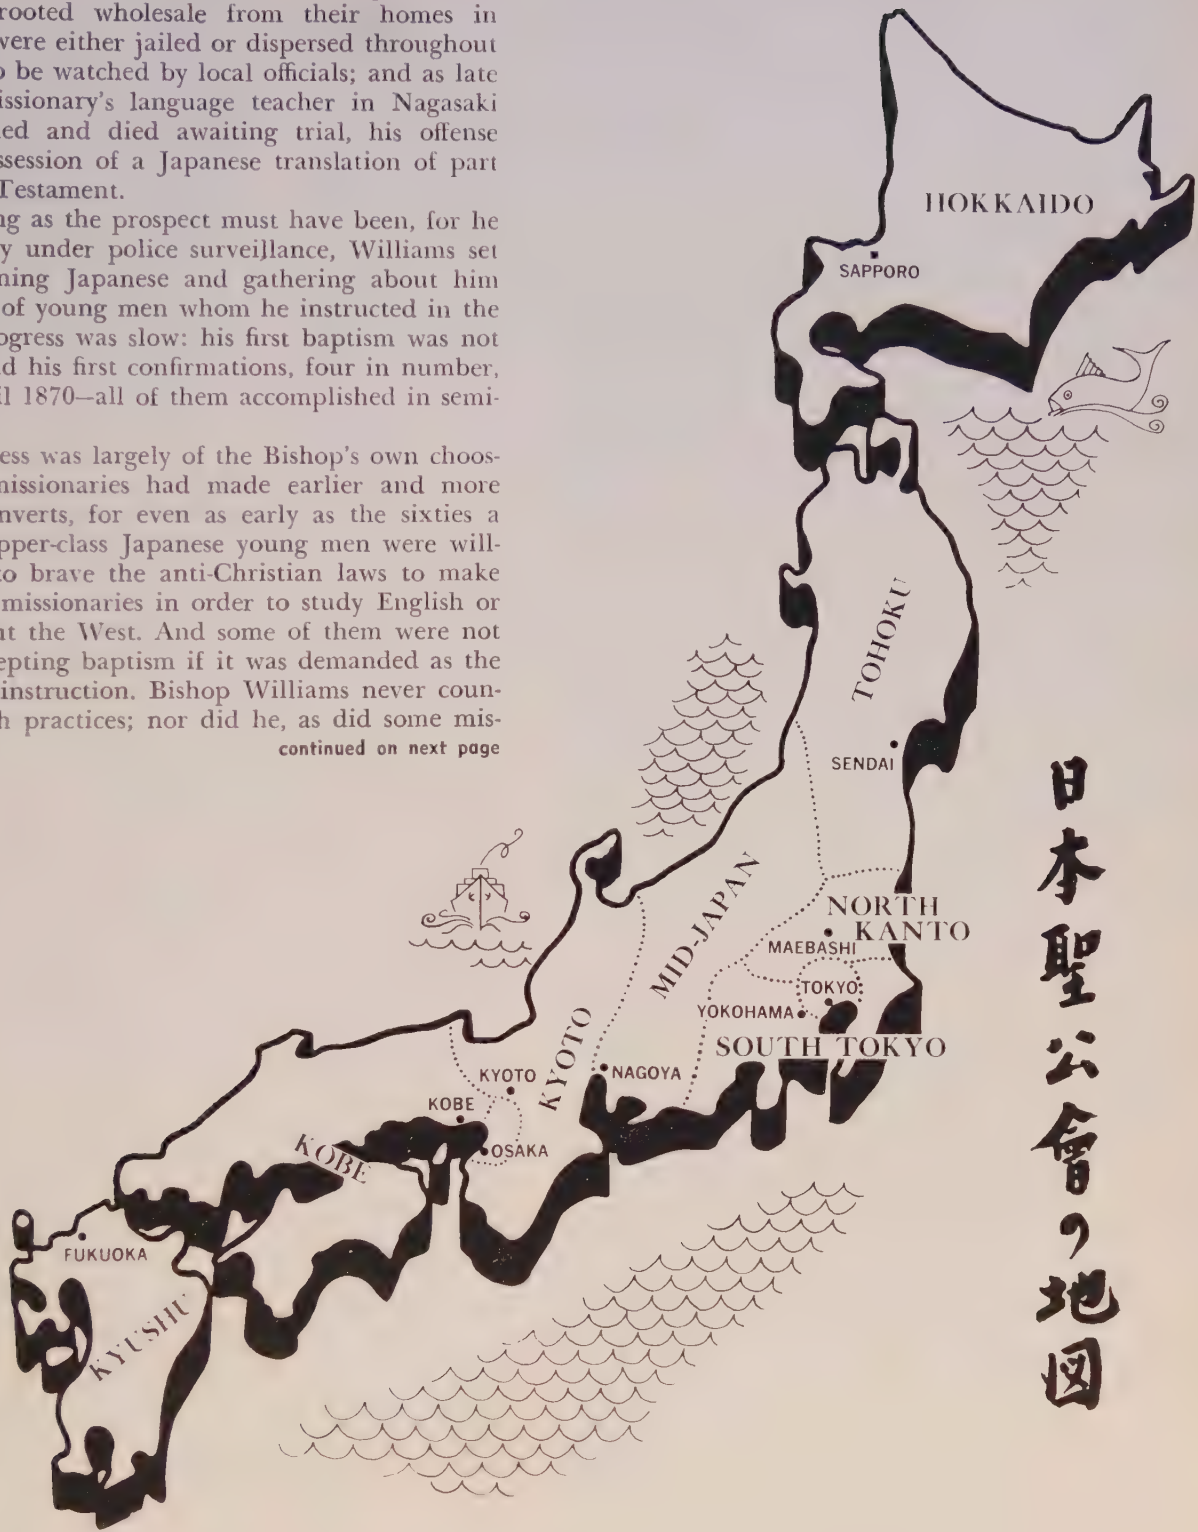 rooted wholesale from their homes in
were either jailed or dispersed throughout
be watched by local officials; and as late
issionary's language teacher in Nagasaki
ed and died awaiting trial, his offense
ssession of a Japanese translation of part
Testament.
ng as the prospect must have been, for he
y under police surveillance, Williams set
ning Japanese and gathering about him
of young men whom he instructed in the
ogress was slow: his first baptism was not
d his first confirmations, four in number,
il 1870—all of them accomplished in semi-
ess was largely of the Bishop's own choos-
nissionaries had made earlier and more
nverts, for even as early as the sixties a
pper-class Japanese young men were will-
to brave the anti-Christian laws to make
missionaries in order to study English or
ut the West. And some of them were not
epting baptism if it was demanded as the
instruction. Bishop Williams never coun-
h practices; nor did he, as did some mis-
continued on next page
HOKKAIDO
SAPPORO
TOHOKU
SENDAI
MID-JAPAN
NORTH
KANTO
MAEBASHI
TOKYO
YOKOHAMA
SOUTH TOKYO
KYOTO
NAGOYA
KYOTO
KOBE
OSAKA
KOBE
FUKUOKA
KYUSHU
日本聖公會の地図